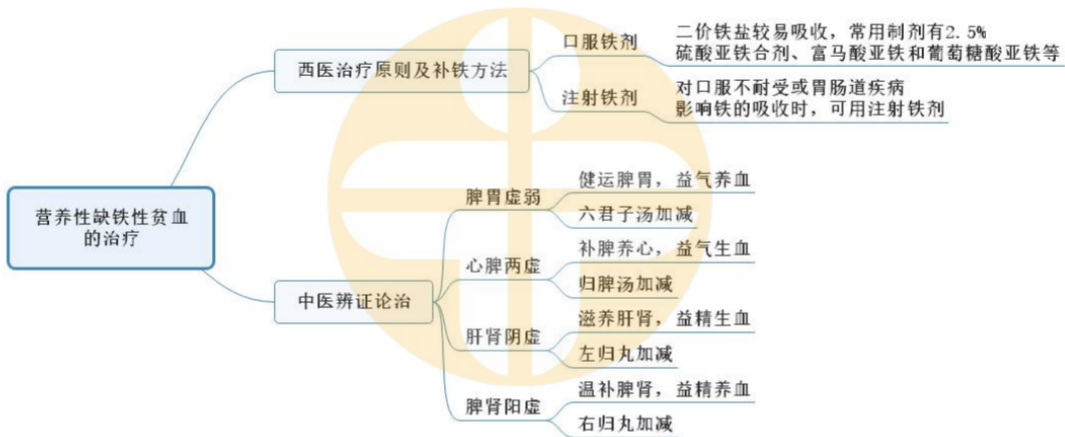 营养性缺铁性贫血
的治疗
西医治疗原则及补铁方法
口服铁剂
二价铁盐较易吸收，常用制剂有2.5%
硫酸亚铁合剂、富马酸亚铁和葡萄糖酸亚铁等
注射铁剂
对口服不耐受或胃肠道疾病
影响铁的吸收时，可用注射铁剂
中医辨证论治
脾胃虚弱
健运脾胃，益气养血
六君子汤加减
心脾两虚
补脾养心，益气生血
归脾汤加减
肝肾阴虚
滋养肝肾，益精生血
左归丸加减
脾肾阳虚
温补脾肾，益精养血
右归丸加减